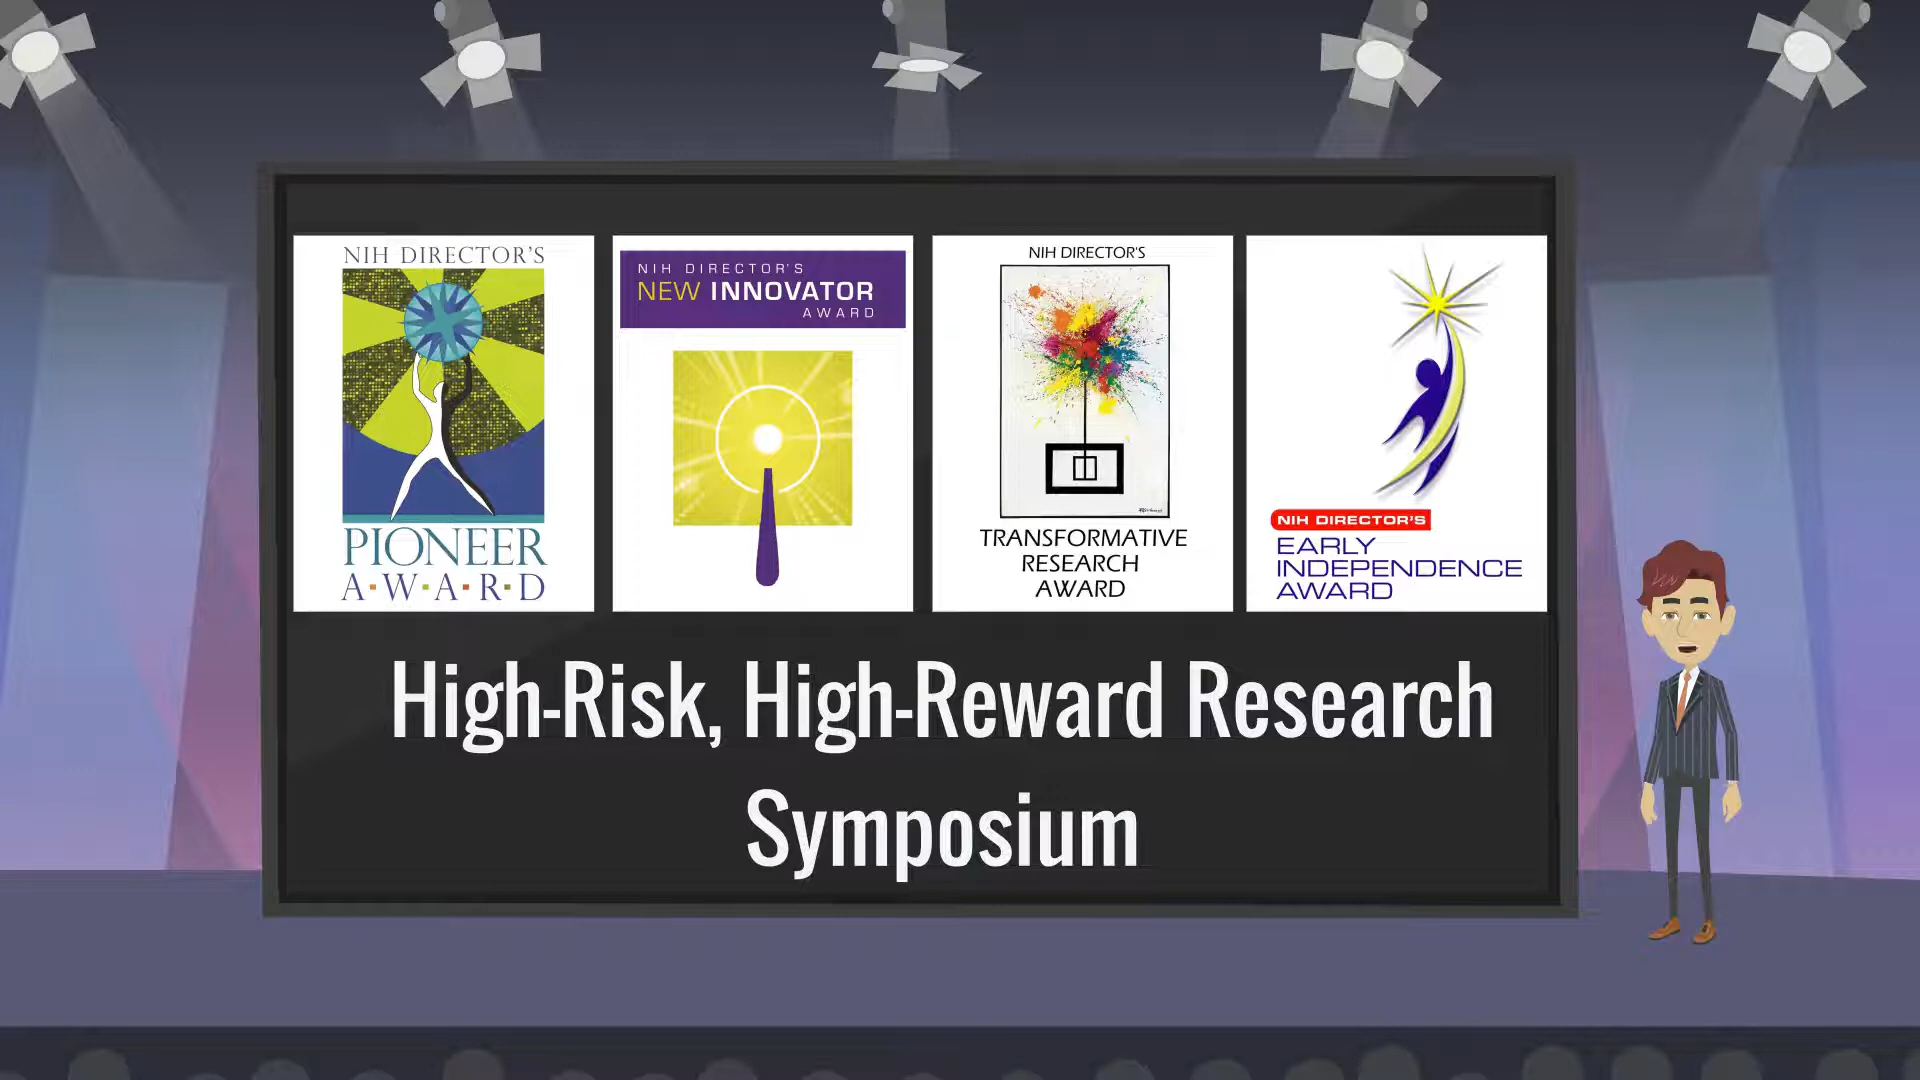 NIH DIRECTOR'S
PIONEER
A·W·A·R·D
NIH DIRECTOR'S
NEW INNOVATOR
AWARD
NIH DIRECTOR'S
TRANSFORMATIVE
RESEARCH
AWARD
NIH DIRECTOR'S
EARLY
INDEPENDENCE
AWARD
High-Risk, High-Reward Research
Symposium